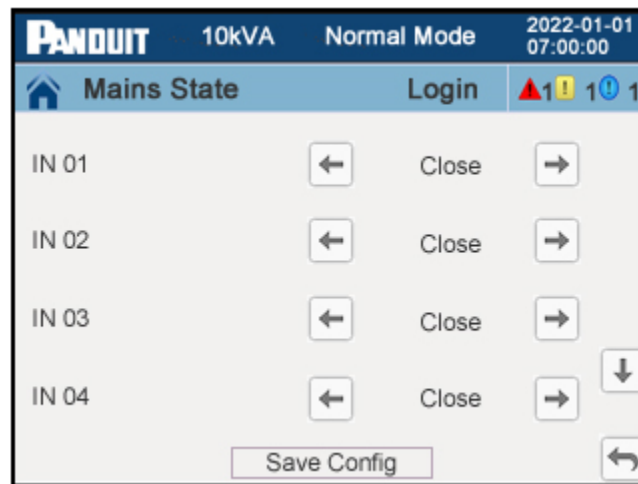 PANDUIT 10kVA Normal Mode 2022-01-01
07:00:00
Mains State Login 1 ! 1 ! 1
IN 01 Close
IN 02 Close
IN 03 Close
IN 04 Close
Save Config